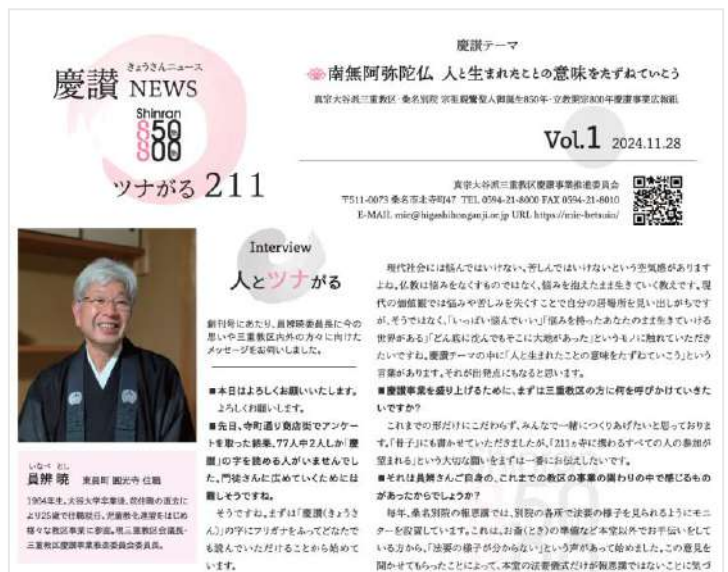 きょうさんニュース
慶讃 NEWS
Shinran
850
800
ツナがる 211
慶讃テーマ
南無阿弥陀仏 人と生まれたことの意味をたずねていこう
真宗大谷派三重教区・桑名別院 宗祖親鸞聖人御誕生850年・立教開宗800年慶讃事業広報紙
Vol.1 2024.11.28
真宗大谷派三重教区慶讃事業推進委員会
〒511-0073 桑名市北寺町47 TEL 0594-21-8000 FAX 0594-21-8010
E-MAIL mie@higashihonganji.or.jp URL https://mie-betsuin/
Interview
人とツナがる
創刊号にあたり、員辨暁委員長に今の
思いや三重教区内外の方々に向けた
メッセージをお伺いしました。
■本日はよろしくお願いいたします。
よろしくお願いします。
■先日、寺町通り商店街でアンケー
トを取った結果、77人中2人しか「慶
讃」の字を読める人がいませんでし
た。門徒さんに広めていくためには
難しそうですね。
そうですね。まずは「慶讃(きょうさ
ん)」の字にフリガナをふってどなたで
も読んでいただけることから始めて
います。
いなべ とし
員辨 暁 東員町 圓光寺 住職
1964年生。大谷大学卒業後、前住職の逝去に
より25歳で住職就任。児童教化連盟をはじめ
様々な教区事業に参画。現三重教区会議長・
三重教区慶讃事業推進委員会委員長。
現代社会には悩んではいけない、苦しんではいけないという空気感があります
よね。仏教は悩みをなくすものではなく、悩みを抱えたまま生きていく教えです。現
代の価値観では悩みや苦しみを失くすことで自分の居場所を見い出しがちです
が、そうではなく、「いっぱい悩んでいい」「悩みを持ったあなたのまま生きていける
世界がある」「どん底に沈んでもそこに大地があった」というモノに触れていただき
たいですね。慶讃テーマの中に「人と生まれたことの意味をたずねていこう」という
言葉があります。それが出発点にもなると思います。
■慶讃事業を盛り上げるために、まずは三重教区の方に何を呼びかけていきた
いですか?
これまでの形だけにこだわらず、みんなで一緒につくりあげたいと思っておりま
す。「骨子」にも書かせていただきましたが、「211ヶ寺に携わるすべての人の参加が
望まれる」という大切な願いをまずは一番にお伝えしたいです。
■それは員辨さんご自身の、これまでの教区の事業の関わりの中で感じるもの
があったからでしょうか?
毎年、桑名別院の報恩講では、別院の各所で法要の様子を見られるようにモニ
ターを設置しています。これは、お斎(とき)の準備など本堂以外でお手伝いをして
いる方から、「法要の様子が分からない」という声があって始めました。この意見を
聞かせてもらったことによって、本堂の法要儀式だけが報恩講ではないことに気づ